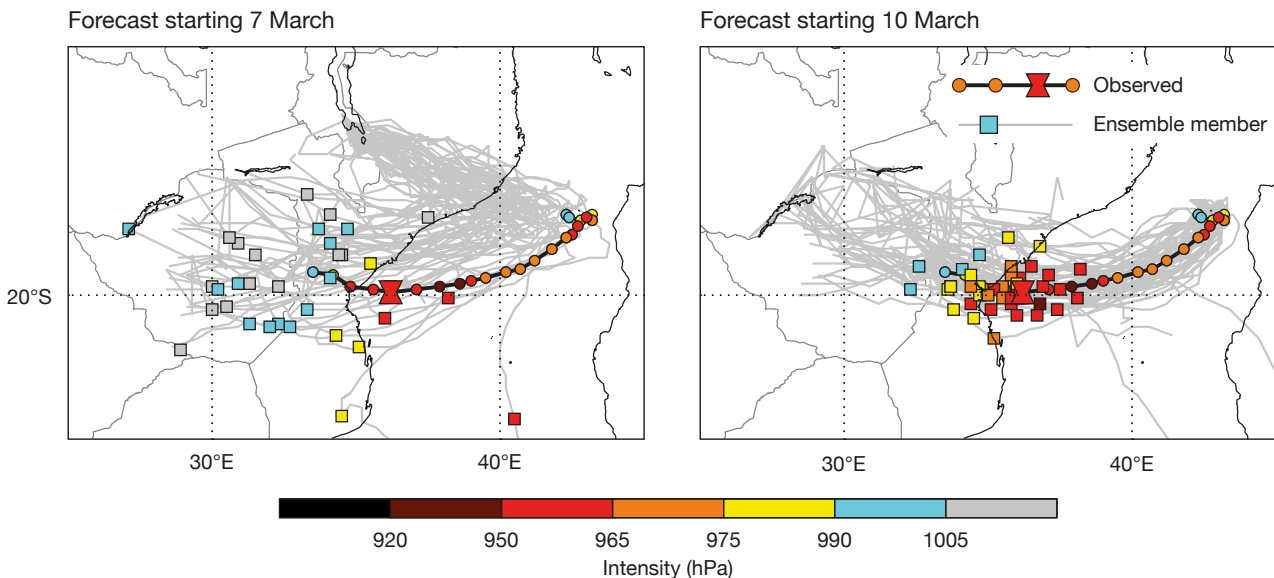 Forecast starting 7 March
Forecast starting 10 March
Observed
Ensemble member
20°S
30°E
40°E
30°E
40°E
920
950
965
975
990
1005
Intensity (hPa)